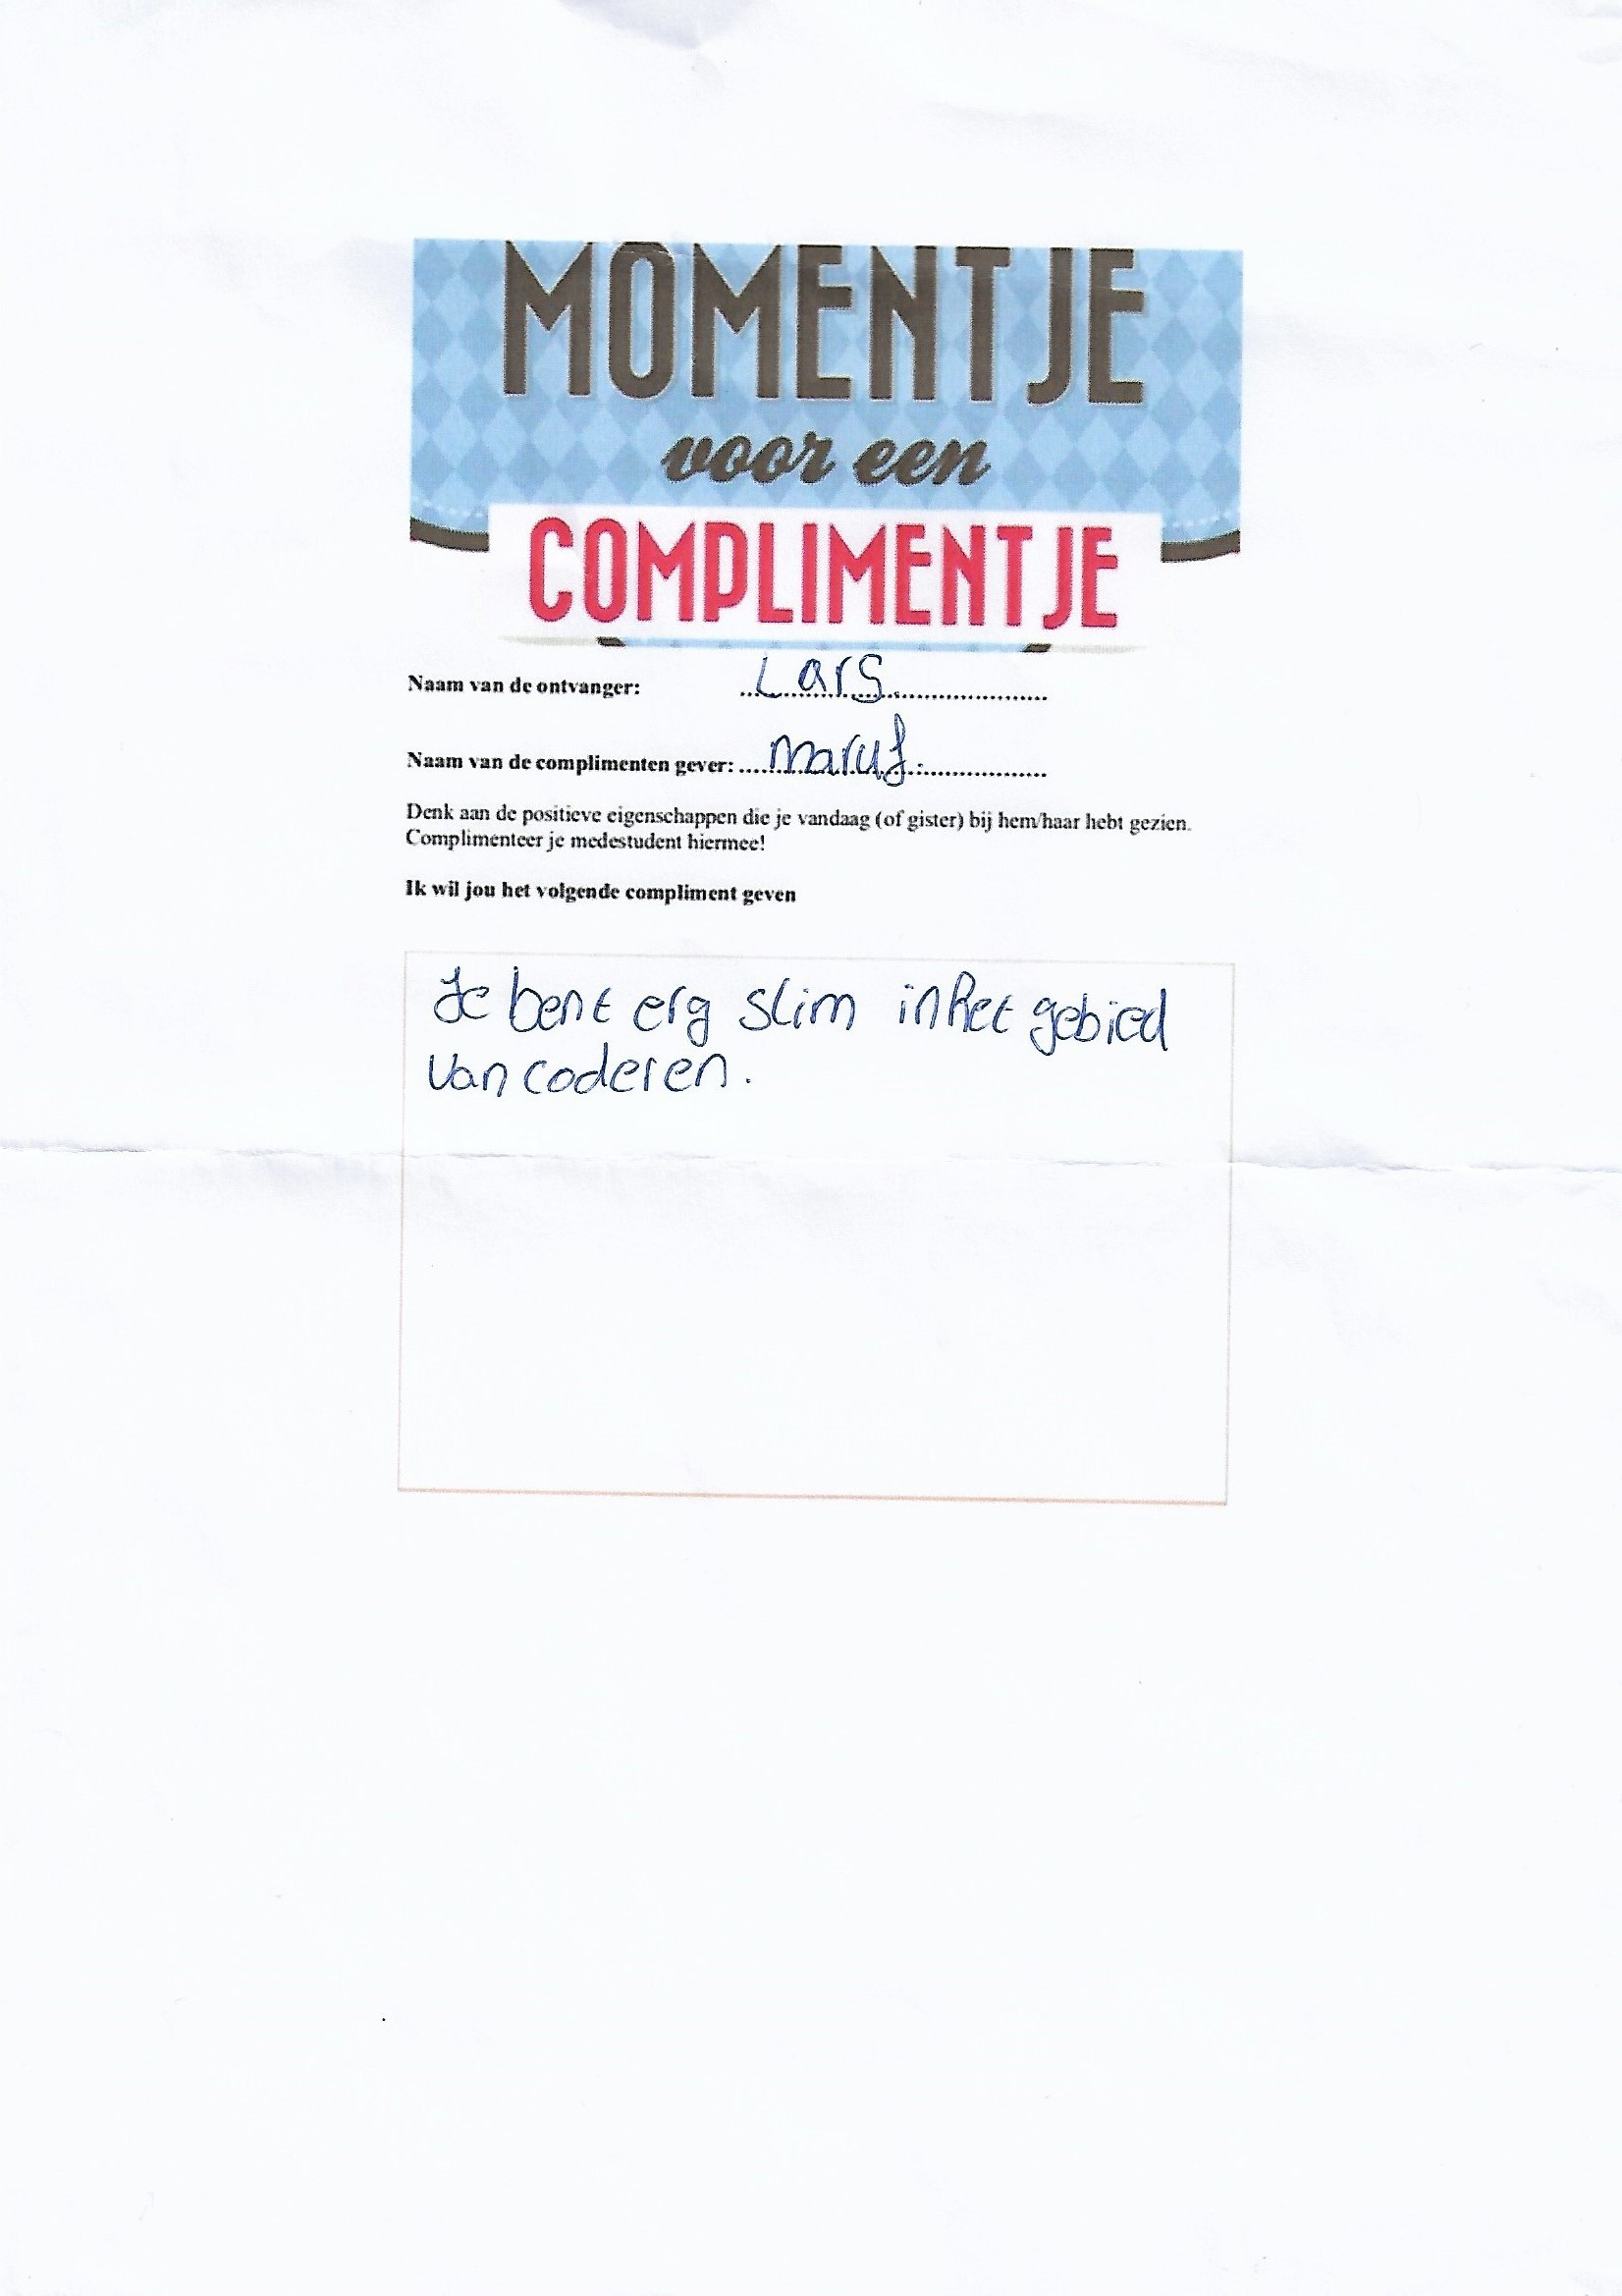 MOMENTJE
voor een
COMPLIMENTJE
Naam van de ontvanger: Lars
Naam van de complimenten gever: Maruf.
Denk aan de positieve eigenschappen die je vandaag (of gister) bij hem/haar hebt gezien.
Complimenteer je medestudent hiermee!
Ik wil jou het volgende compliment geven
Je bent erg slim in het gebied
van coderen.